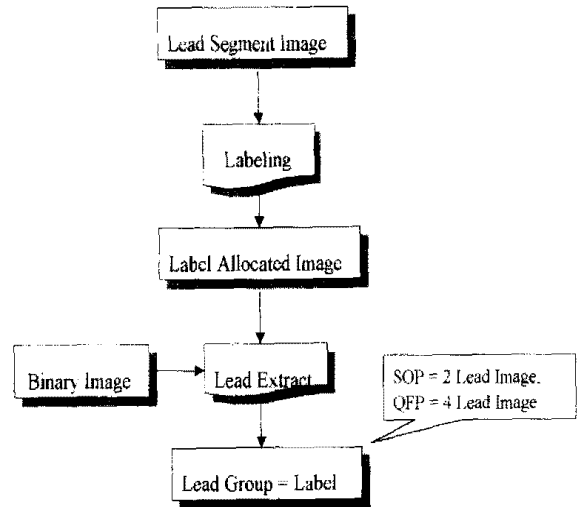 Lead Segment Image
Labeling
Label Allocated Image
Binary Image
Lead Extract
SOP = 2 Lead Image.
QFP = 4 Lead Image
Lead Group = Label